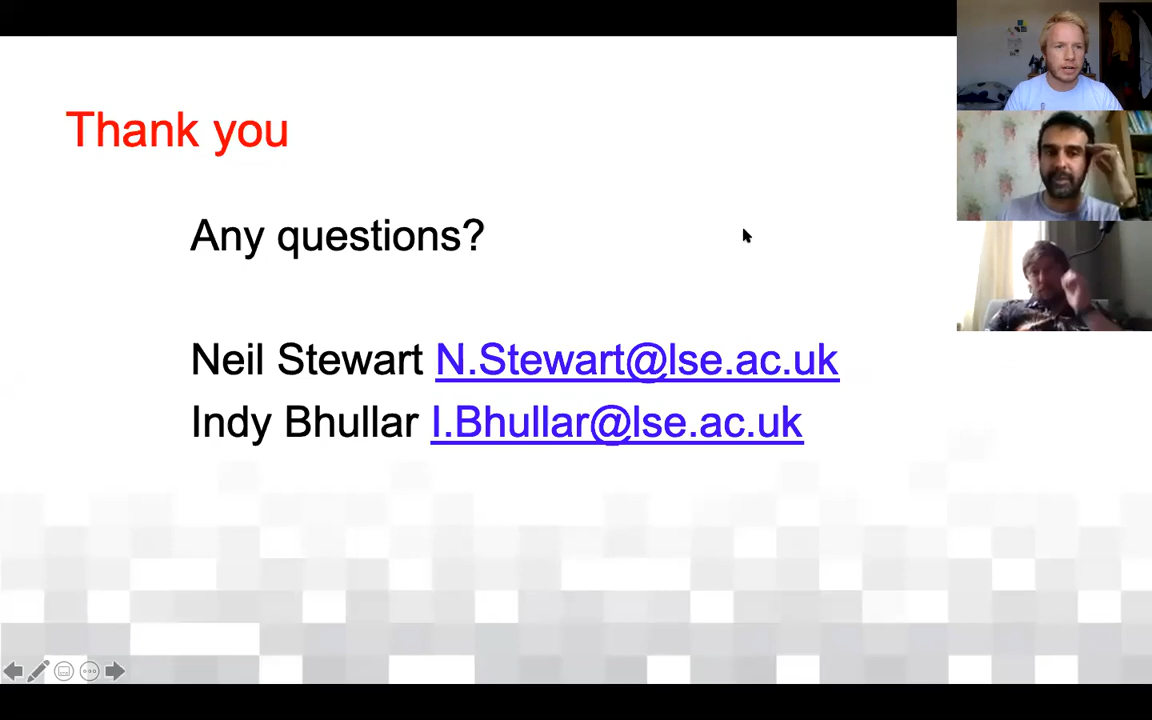 Thank you
Any questions?
Neil Stewart N.Stewart@lse.ac.uk
Indy Bhullar I.Bhullar@lse.ac.uk